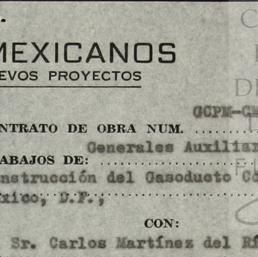 MEXICANOS
EVOS PROYECTOS
GCPM-CM
NTRATO DE OBRA NUM.
Generales Auxilia
ABAJOS DE:
nstrucción del Gasoducto C
xico, D.F.,
CON:
Sr. Carlos Martínez del R